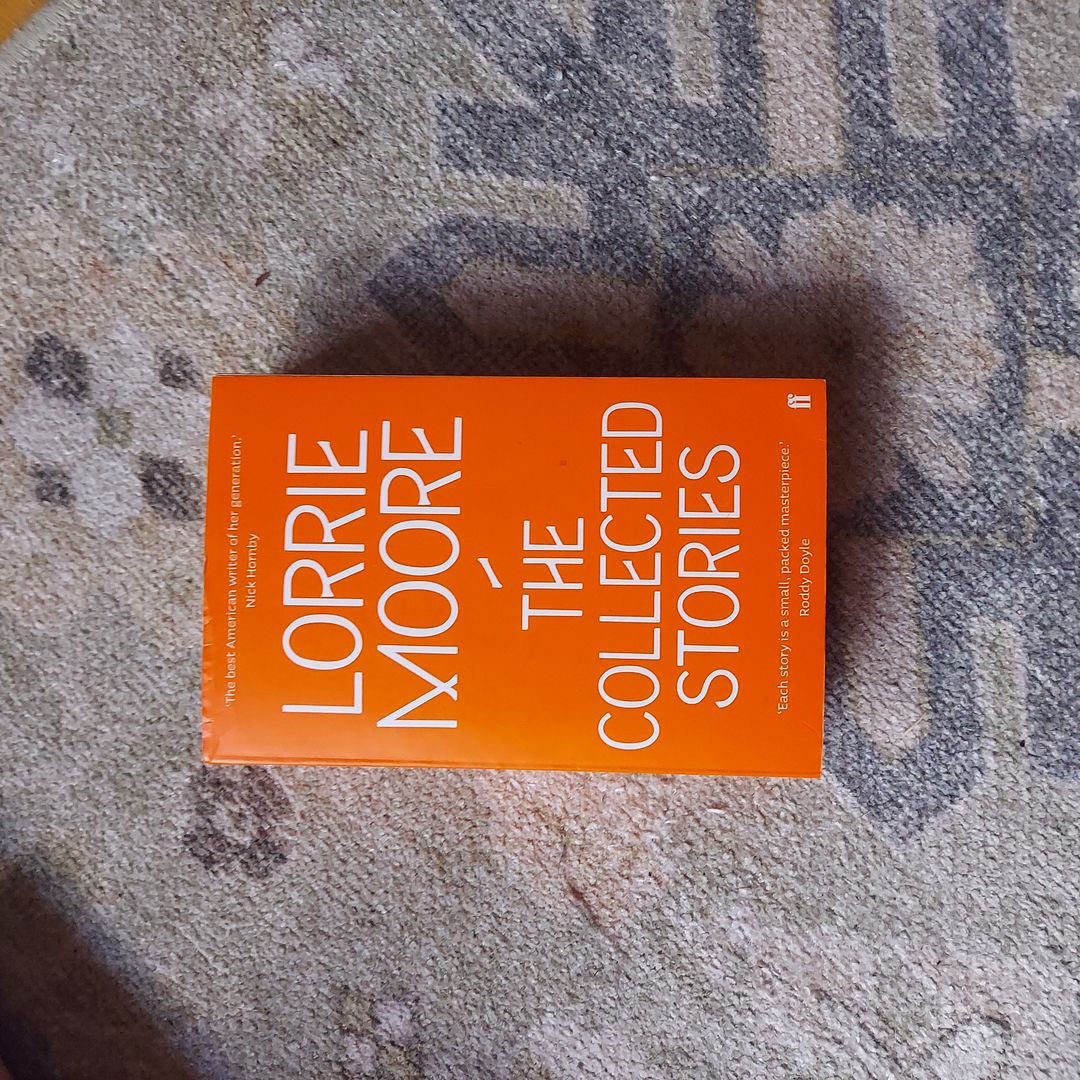 ‘The best American writer of her generation.’
Nick Hornby
LORRIE
MOORE
THE
COLLECTED
STORIES
‘Each story is a small, packed masterpiece.’
Roddy Doyle
ff